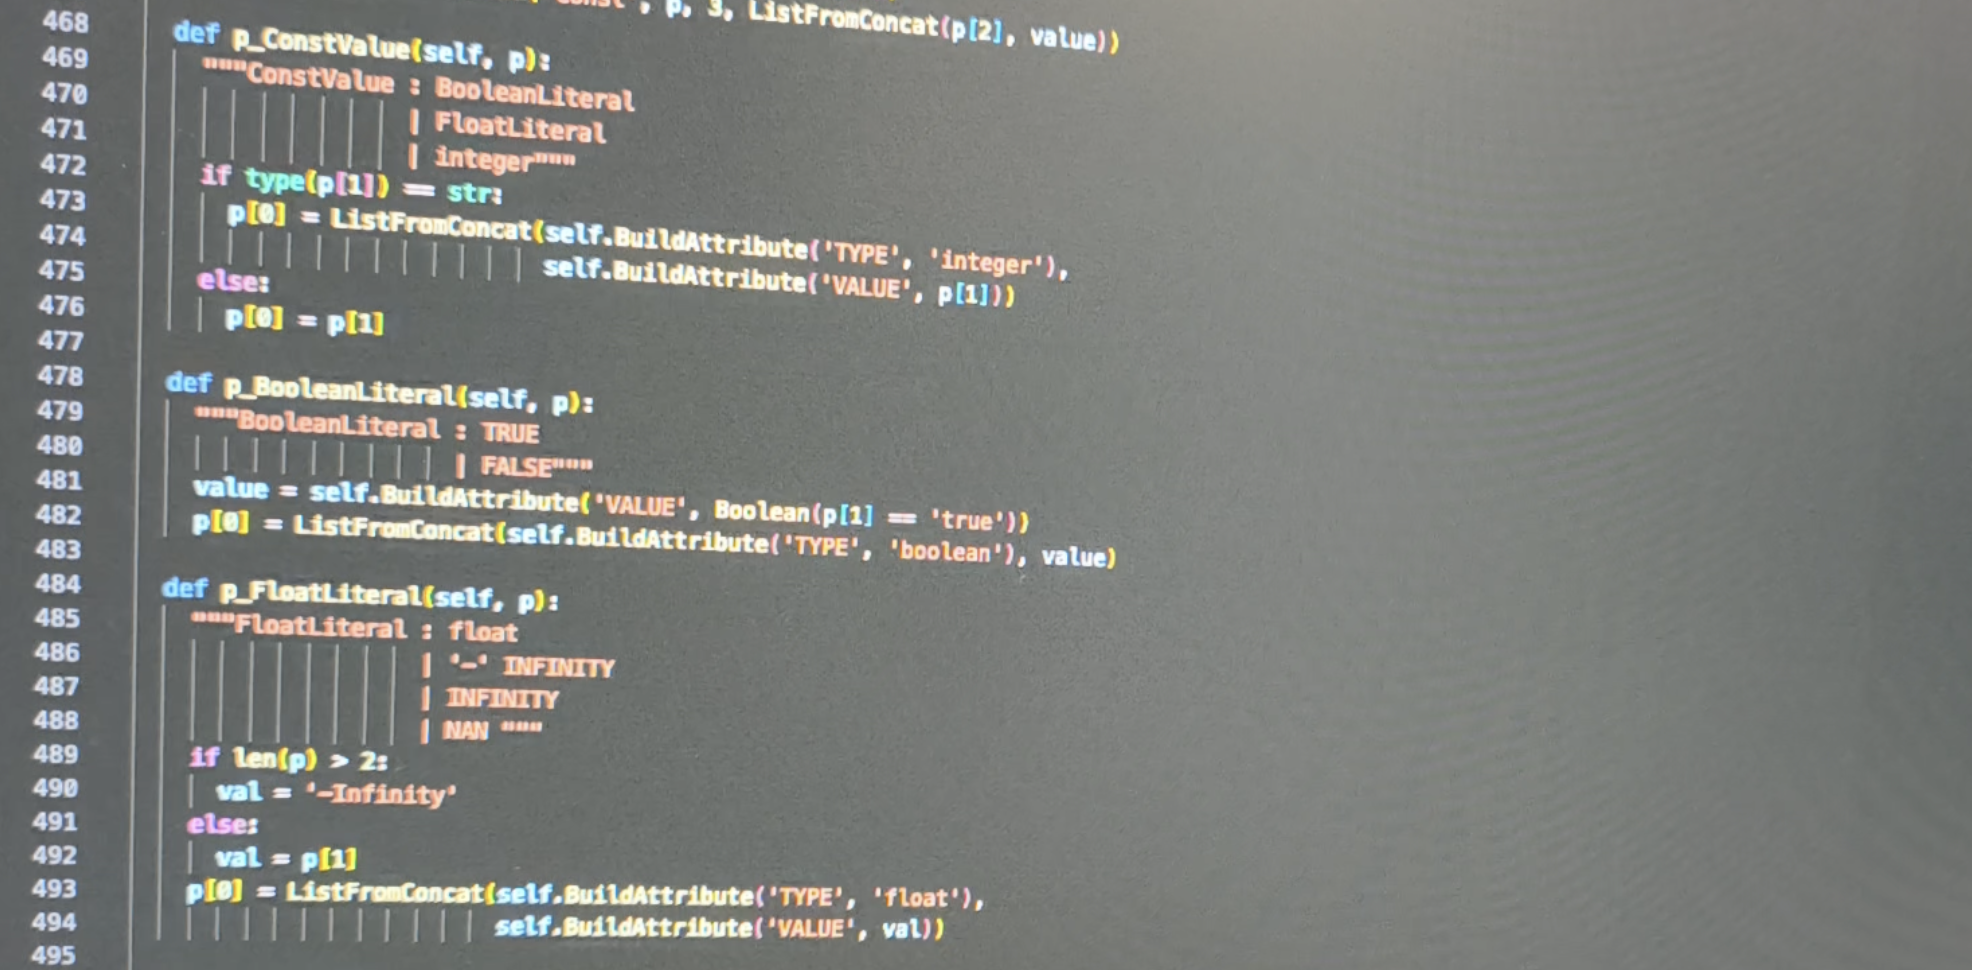 468 , p, 3, ListFromConcat(p[2], value))
469 def p_ConstValue(self, p):
470 """ConstValue : BooleanLiteral
471 | FloatLiteral
472 | integer"""
473 if type(p[1]) == str:
474 p[0] = ListFromConcat(self.BuildAttribute('TYPE', 'integer'),
475 self.BuildAttribute('VALUE', p[1]))
476 else:
477 p[0] = p[1]
478
479 def p_BooleanLiteral(self, p):
480 """BooleanLiteral : TRUE
481 | FALSE"""
482 value = self.BuildAttribute('VALUE', Boolean(p[1] == 'true'))
483 p[0] = ListFromConcat(self.BuildAttribute('TYPE', 'boolean'), value)
484
485 def p_FloatLiteral(self, p):
486 """FloatLiteral : float
487 | '-' INFINITY
488 | INFINITY
489 | NAN """
490 if len(p) > 2:
491 val = '-Infinity'
492 else:
493 val = p[1]
494 p[0] = ListFromConcat(self.BuildAttribute('TYPE', 'float'),
495 self.BuildAttribute('VALUE', val))